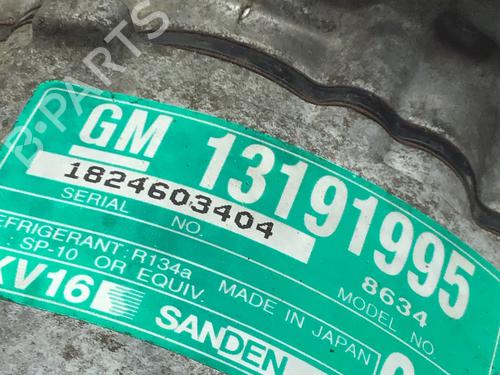 B-PARTS
GM 13191995
1824603404
SERIAL NO.
8634
MODEL NO.
REFRIGERANT: R134a
: SP-10 OR EQUIV.
MADE IN JAPAN
XV16
SANDEN